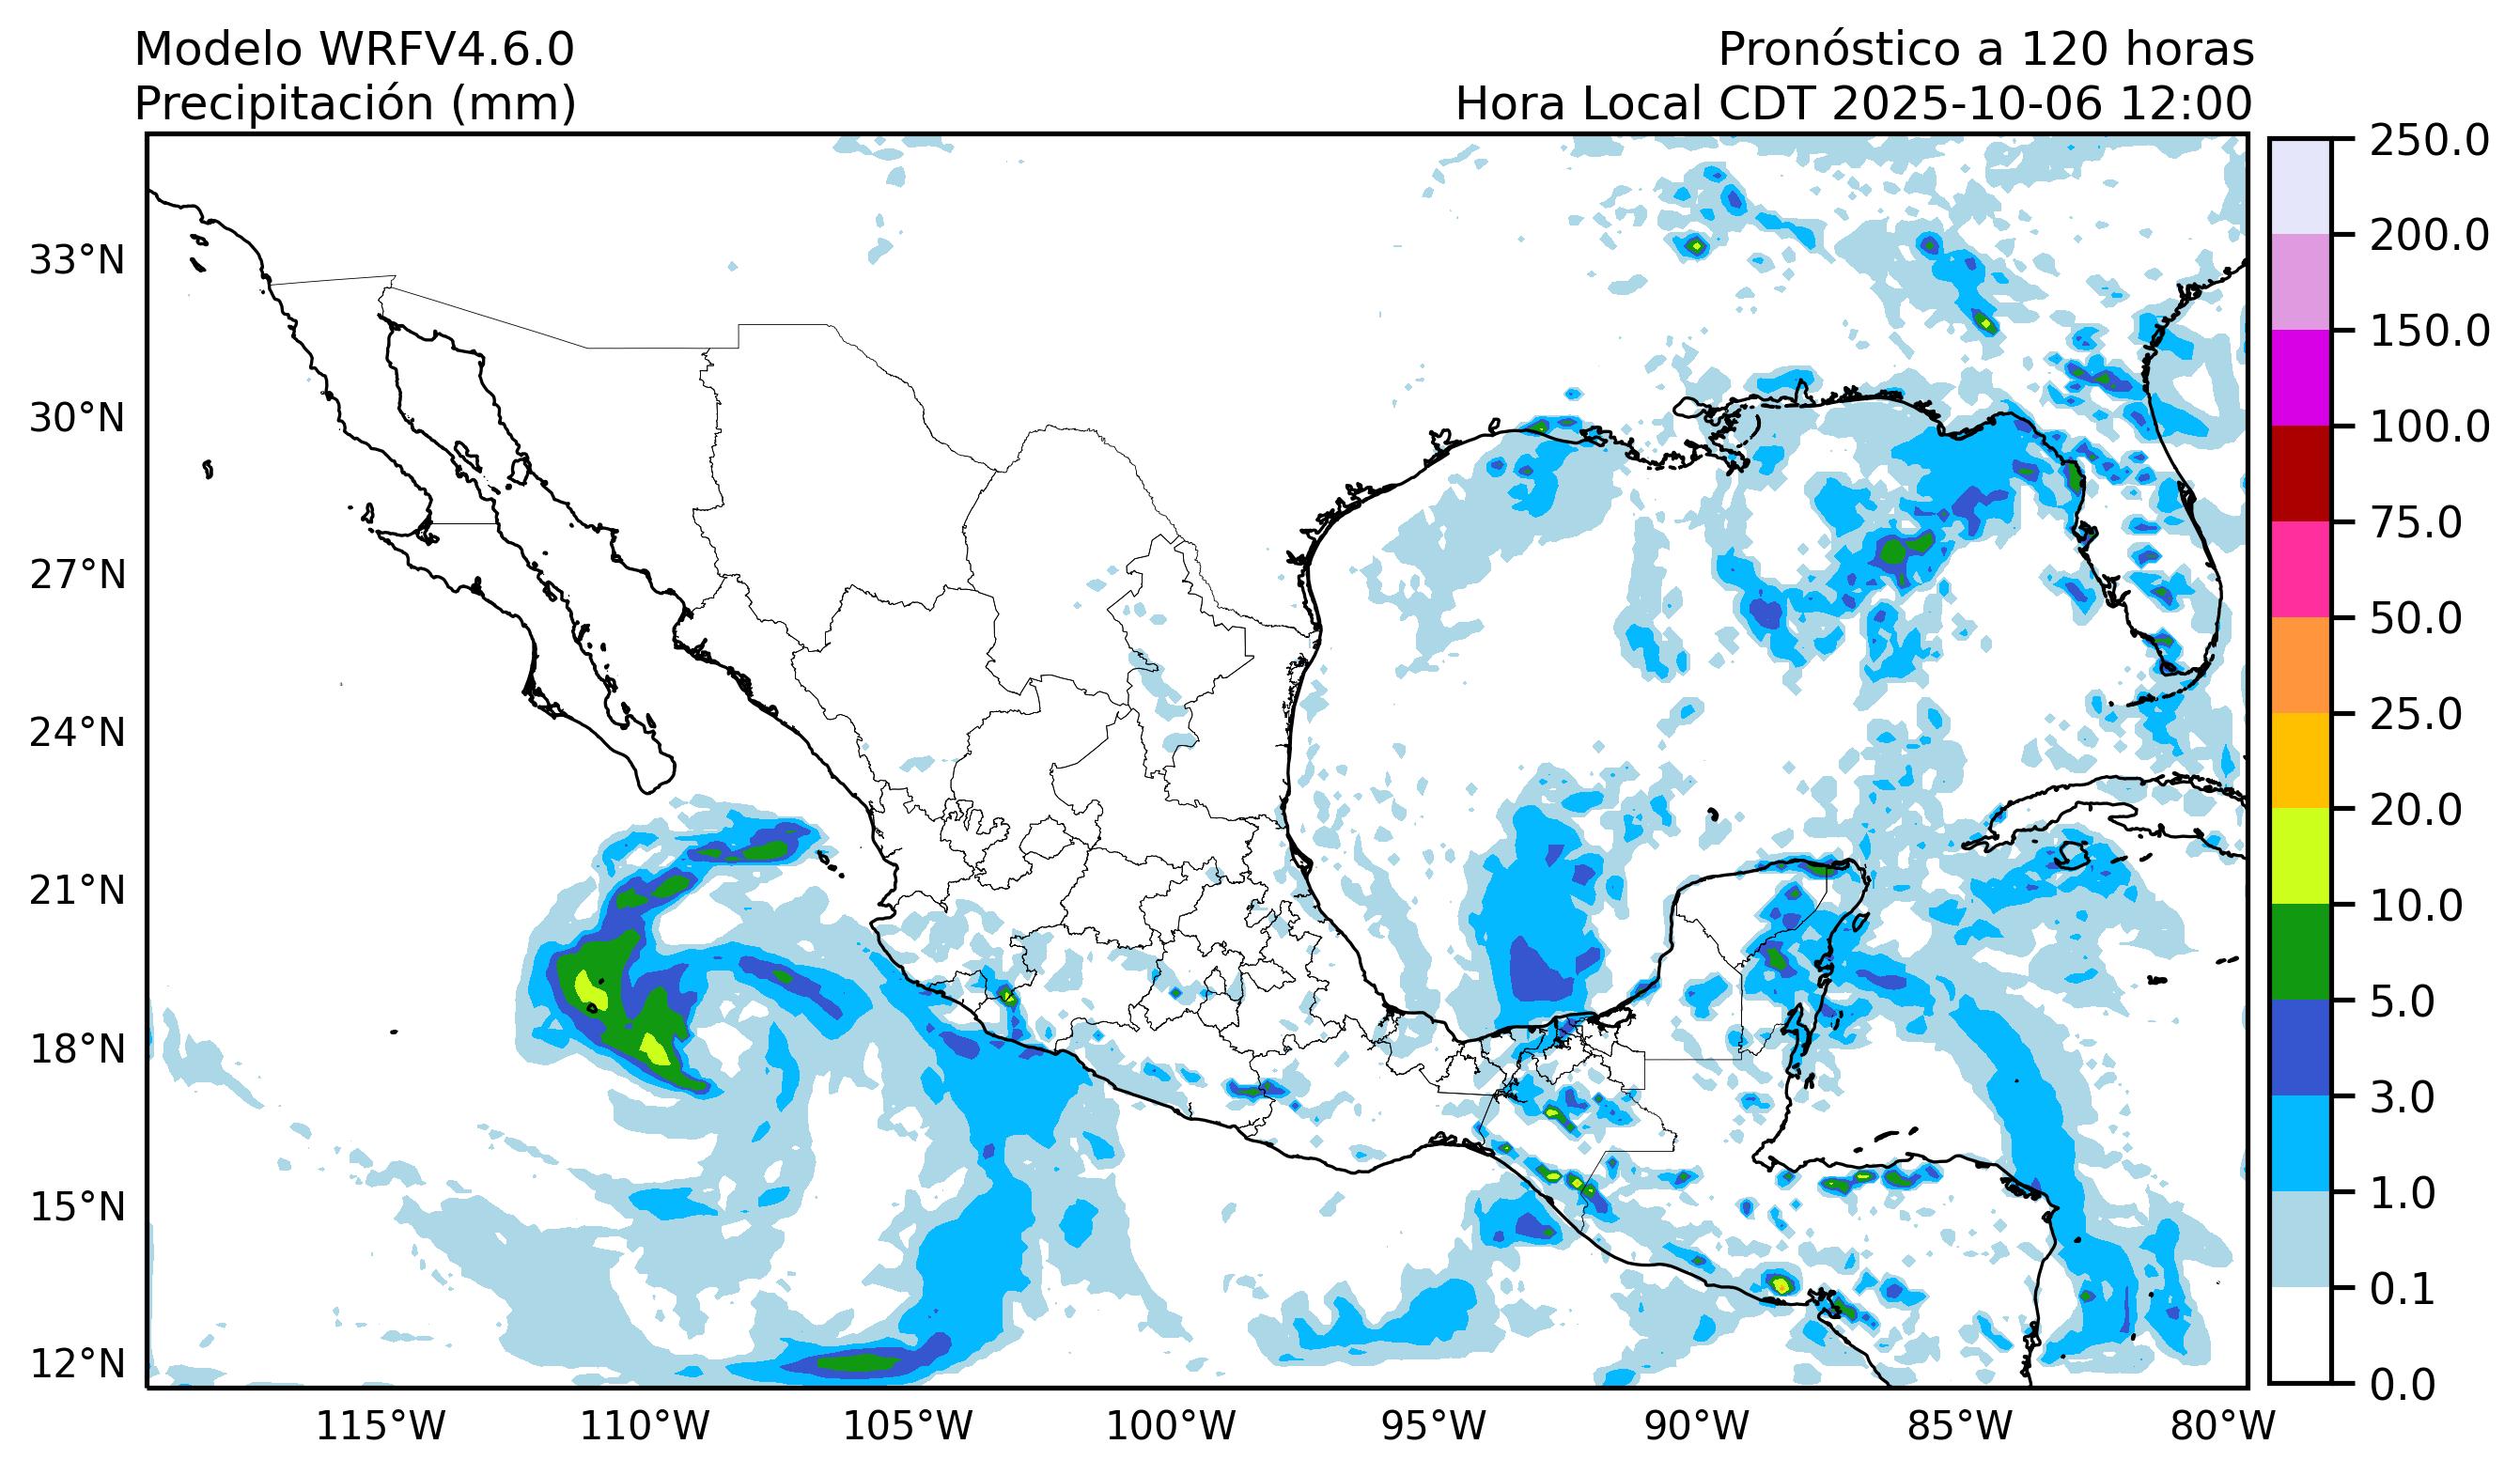 Modelo WRFV4.6.0
Precipitación (mm)
Pronóstico a 120 horas
Hora Local CDT 2025-10-06 12:00
33°N
30°N
27°N
24°N
21°N
18°N
15°N
12°N
115°W
110°W
105°W
100°W
95°W
90°W
85°W
80°W
250.0
200.0
150.0
100.0
75.0
50.0
25.0
20.0
10.0
5.0
3.0
1.0
0.1
0.0